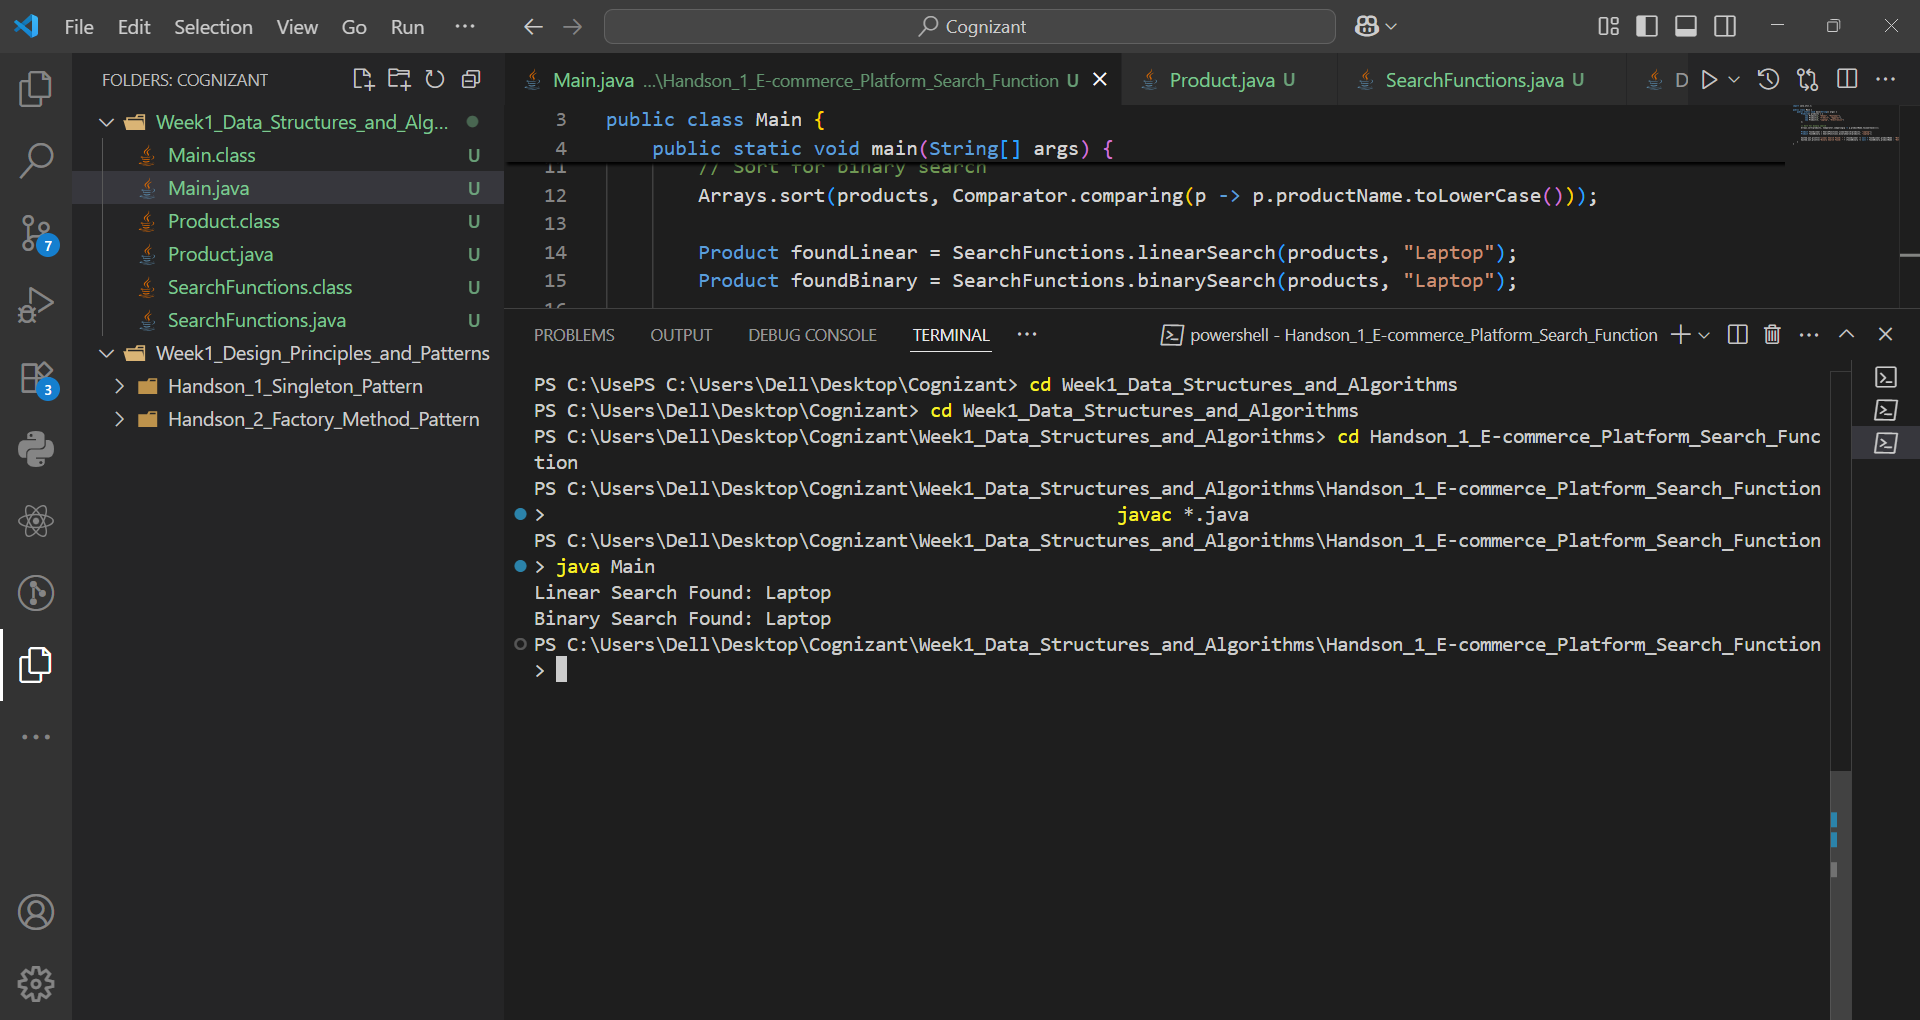 File Edit Selection View Go Run ···
Cognizant
FOLDERS: COGNIZANT
Week1_Data_Structures_and_Alg...
Main.class U
Main.java U
Product.class U
Product.java U
SearchFunctions.class U
SearchFunctions.java U
Week1_Design_Principles_and_Patterns
Handson_1_Singleton_Pattern
Handson_2_Factory_Method_Pattern
7
3
Main.java ...\Handson_1_E-commerce_Platform_Search_Function U
Product.java U
SearchFunctions.java U
D
3 public class Main {
4 public static void main(String[] args) {
11 // Sort for binary search
12 Arrays.sort(products, Comparator.comparing(p -> p.productName.toLowerCase()));
13
14 Product foundLinear = SearchFunctions.linearSearch(products, "Laptop");
15 Product foundBinary = SearchFunctions.binarySearch(products, "Laptop");
16
PROBLEMS OUTPUT DEBUG CONSOLE TERMINAL ···
powershell - Handson_1_E-commerce_Platform_Search_Function
PS C:\UsePS C:\Users\Dell\Desktop\Cognizant> cd Week1_Data_Structures_and_Algorithms
PS C:\Users\Dell\Desktop\Cognizant> cd Week1_Data_Structures_and_Algorithms
PS C:\Users\Dell\Desktop\Cognizant\Week1_Data_Structures_and_Algorithms> cd Handson_1_E-commerce_Platform_Search_Func
tion
PS C:\Users\Dell\Desktop\Cognizant\Week1_Data_Structures_and_Algorithms\Handson_1_E-commerce_Platform_Search_Function
> javac *.java
PS C:\Users\Dell\Desktop\Cognizant\Week1_Data_Structures_and_Algorithms\Handson_1_E-commerce_Platform_Search_Function
> java Main
Linear Search Found: Laptop
Binary Search Found: Laptop
PS C:\Users\Dell\Desktop\Cognizant\Week1_Data_Structures_and_Algorithms\Handson_1_E-commerce_Platform_Search_Function
>